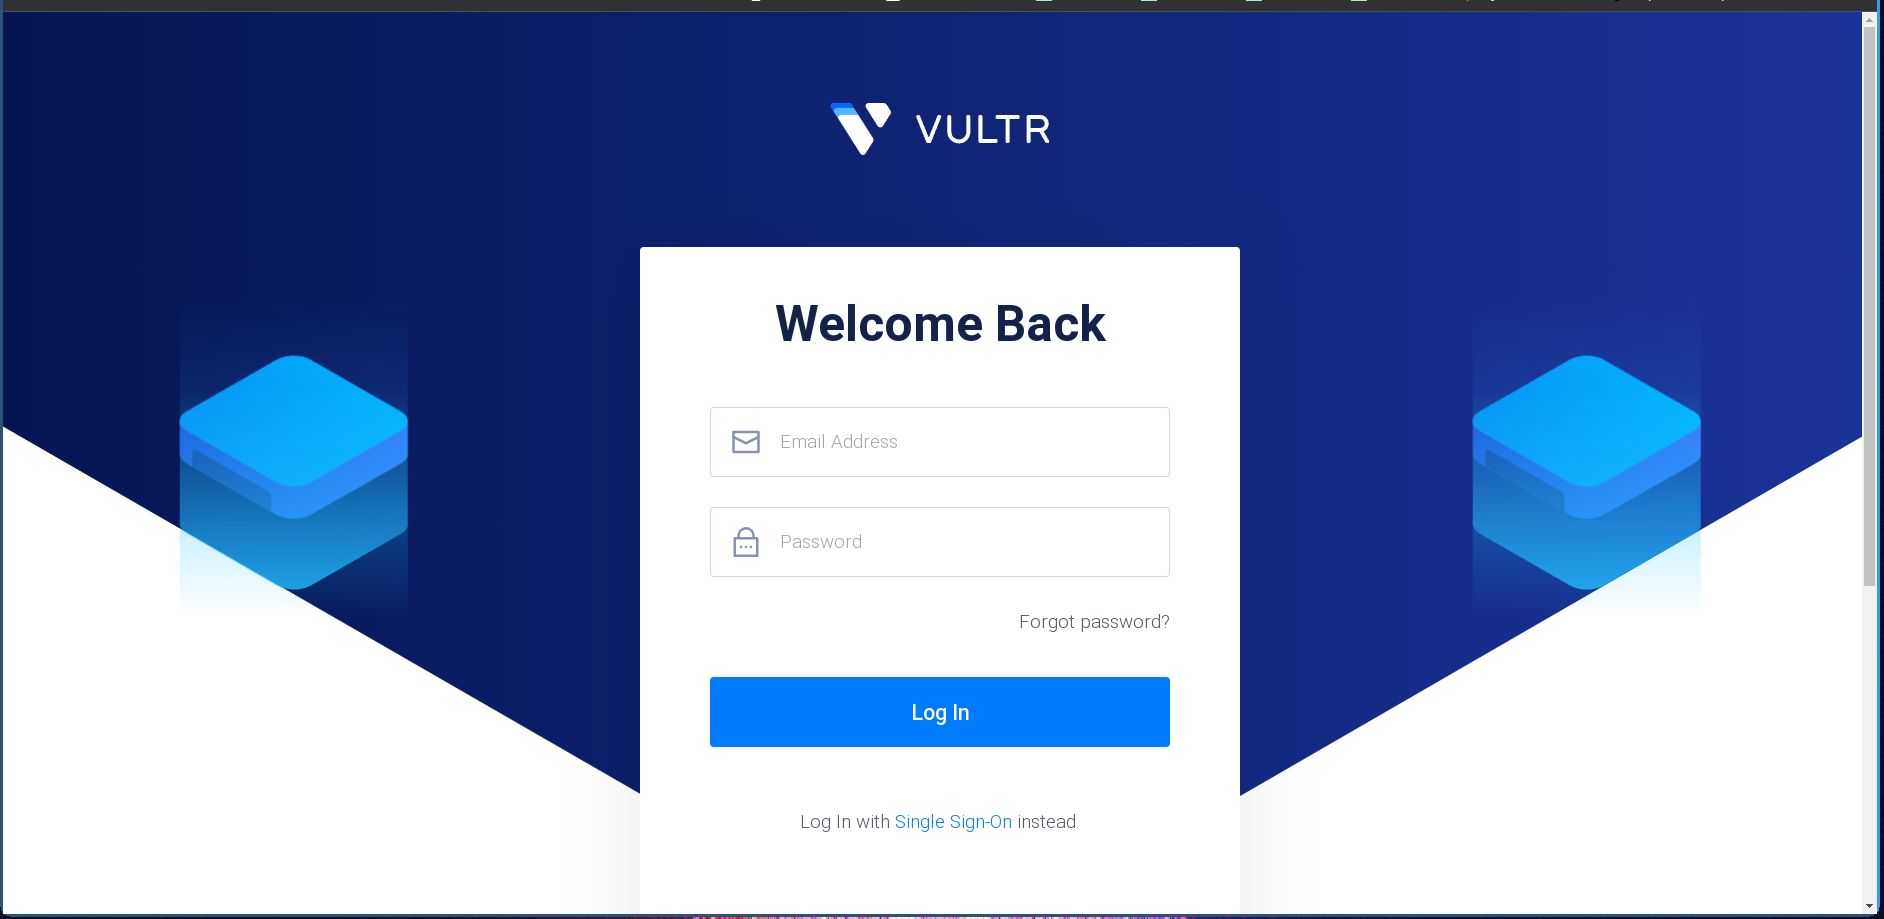 VULTR
Welcome Back
Email Address
Password
Forgot password?
Log In
Log In with Single Sign-On instead.